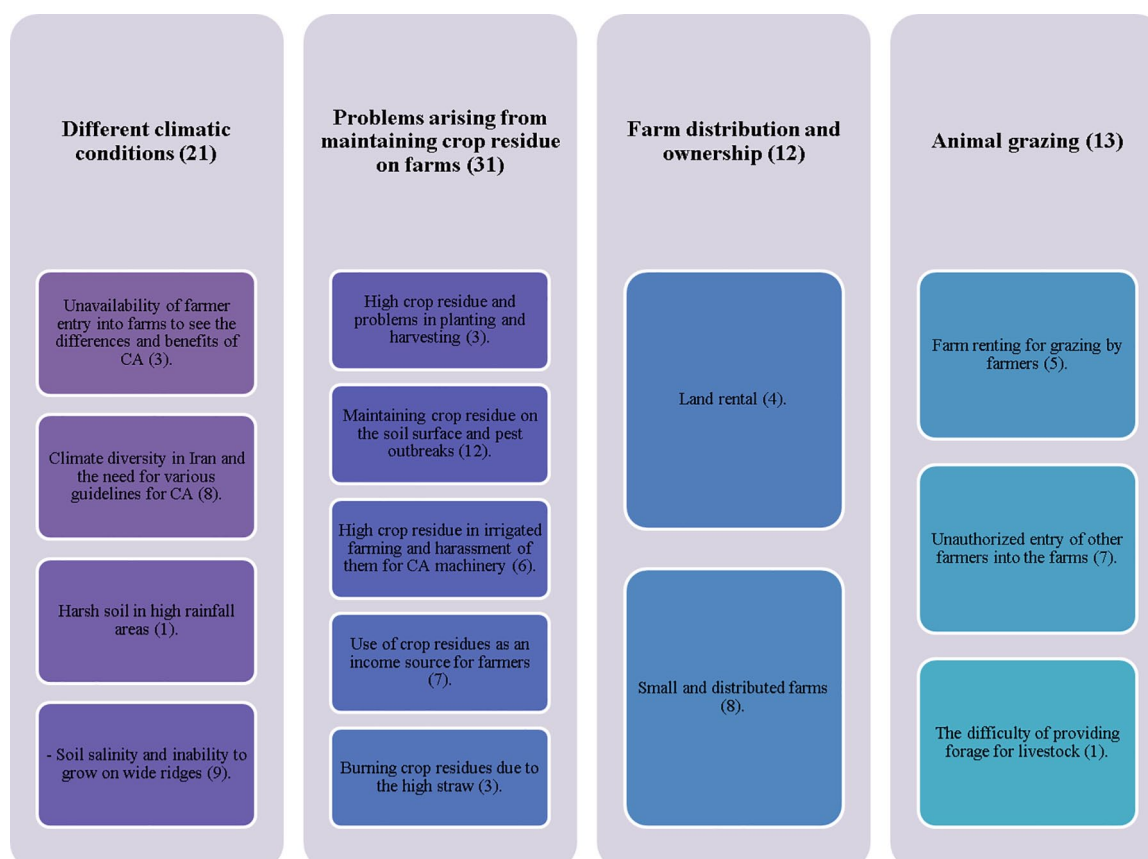 Different climatic
conditions (21)
Unavailability of farmer
entry into farms to see the
differences and benefits of
CA (3).
Climate diversity in Iran and
the need for various
guidelines for CA (8).
Harsh soil in high rainfall
areas (1).
- Soil salinity and inability to
grow on wide ridges (9).
Problems arising from
maintaining crop residue
on farms (31)
High crop residue and
problems in planting and
harvesting (3).
Maintaining crop residue on
the soil surface and pest
outbreaks (12).
High crop residue in irrigated
farming and harassment of
them for CA machinery (6).
Use of crop residues as an
income source for farmers
(7).
Burning crop residues due to
the high straw (3).
Farm distribution and
ownership (12)
Land rental (4).
Small and distributed farms
(8).
Animal grazing (13)
Farm renting for grazing by
farmers (5).
Unauthorized entry of other
farmers into the farms (7).
The difficulty of providing
forage for livestock (1).